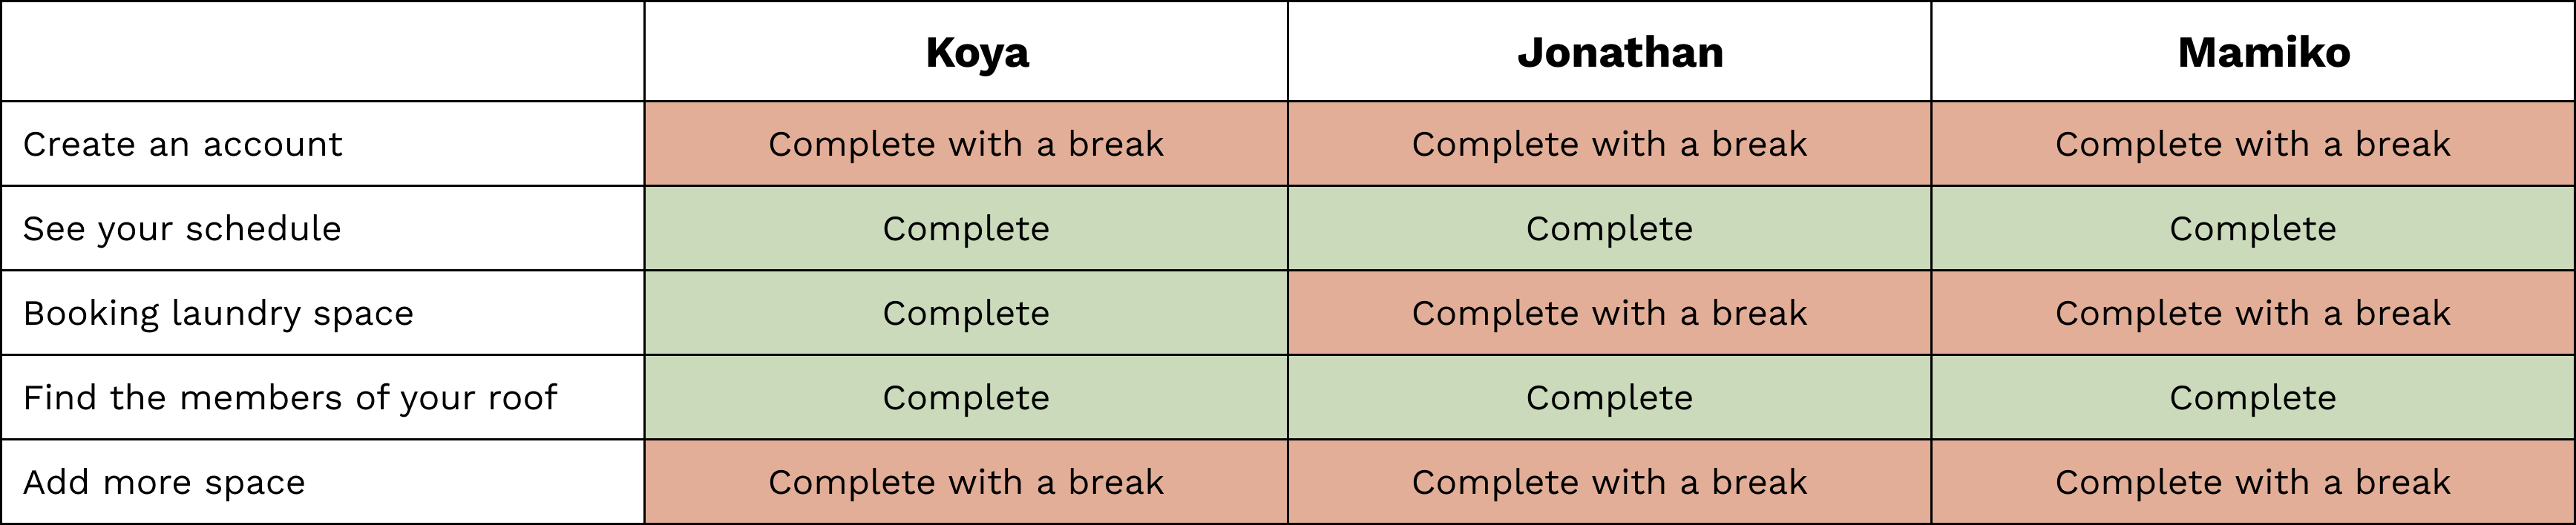 Koya Jonathan Mamiko
Create an account Complete with a break Complete with a break Complete with a break
See your schedule Complete Complete Complete
Booking laundry space Complete Complete with a break Complete with a break
Find the members of your roof Complete Complete Complete
Add more space Complete with a break Complete with a break Complete with a break